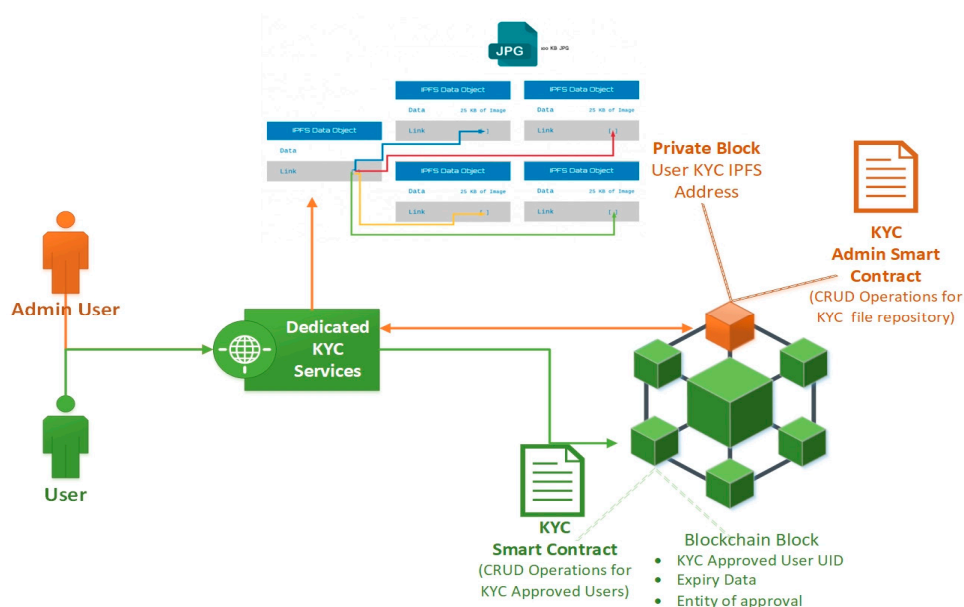 JPG
100 KB JPG
IPFS Data Object
Data 25 KB of Image
Link [ ]
IPFS Data Object
Data 25 KB of Image
Link [ ]
IPFS Data Object
Data
Link
IPFS Data Object
Data 25 KB of Image
Link [ ]
IPFS Data Object
Data 25 KB of Image
Link [ ]
Private Block
User KYC IPFS
Address
KYC
Admin Smart
Contract
(CRUD Operations for
KYC file repository)
Admin User
Dedicated
KYC
Services
User
KYC
Smart Contract
(CRUD Operations for
KYC Approved Users)
Blockchain Block
• KYC Approved User UID
• Expiry Data
• Entity of approval